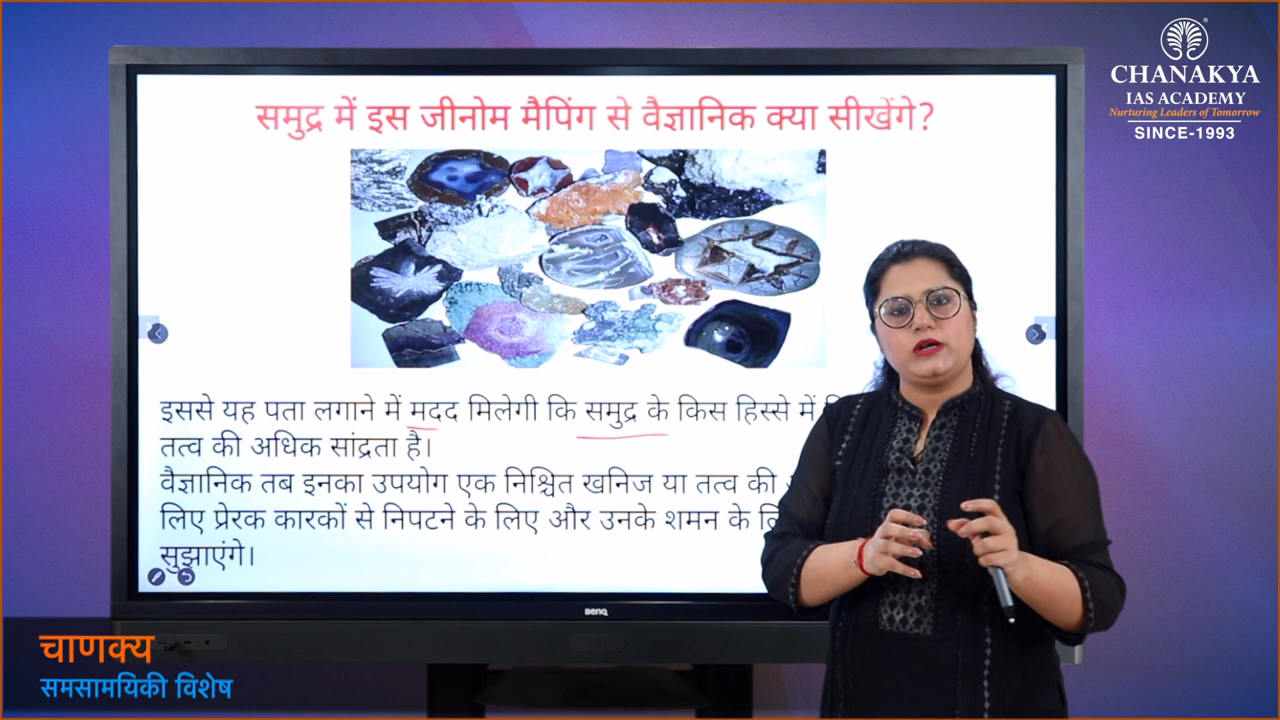 समुद्र में इस जीनोम मैपिंग से वैज्ञानिक क्या सीखेंगे?
इससे यह पता लगाने में मदद मिलेगी कि समुद्र के किस हिस्से में
तत्व की अधिक सांद्रता है।
वैज्ञानिक तब इनका उपयोग एक निश्चित खनिज या तत्व की
लिए प्रेरक कारकों से निपटने के लिए और उनके शमन के
सुझाएंगे।
BenQ
CHANAKYA
IAS ACADEMY
Nurturing Leaders of Tomorrow
SINCE-1993
चाणक्य
समसामयिकी विशेष